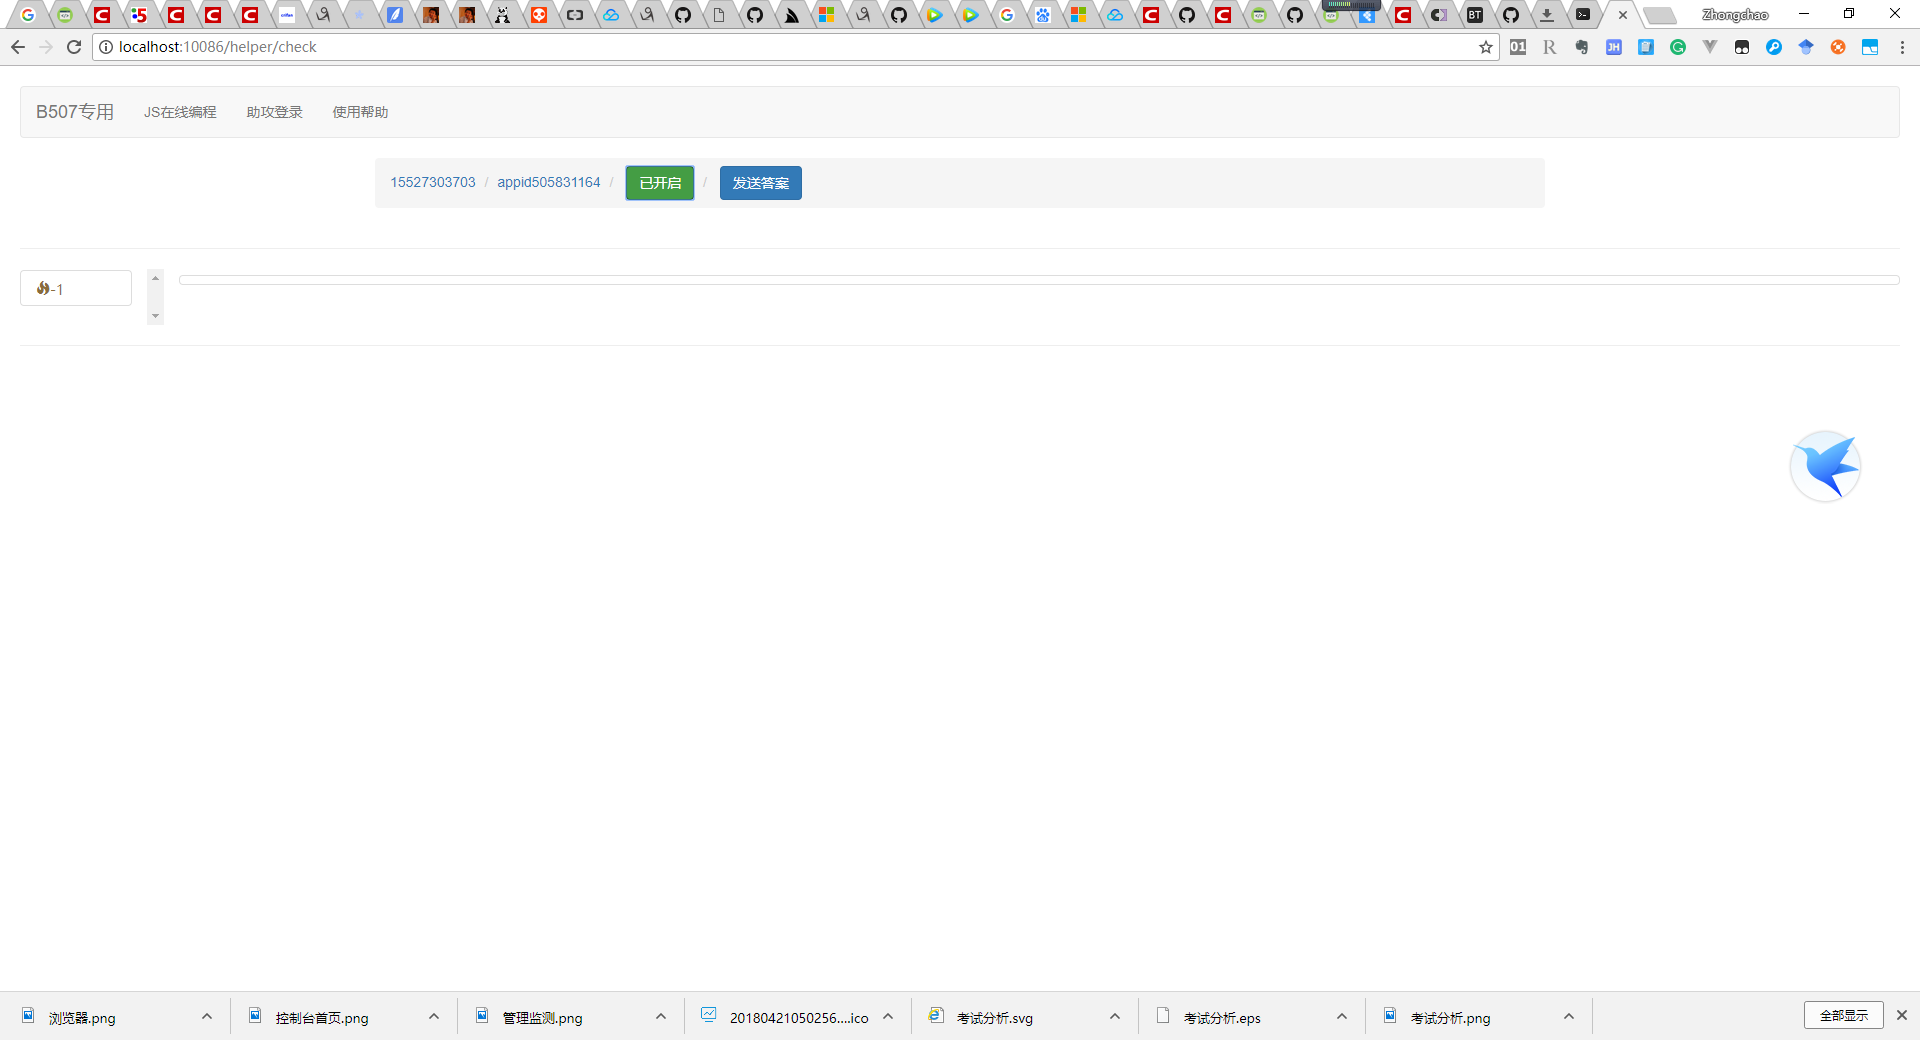 Zhongchao
localhost:10086/helper/check
B507专用 JS在线编程 助攻登录 使用帮助
15527303703 / appid505831164 / 已开启 / 发送答案
-1
浏览器.png 控制台首页.png 管理监测.png 20180421050256....ico 考试分析.svg 考试分析.eps 考试分析.png 全部显示